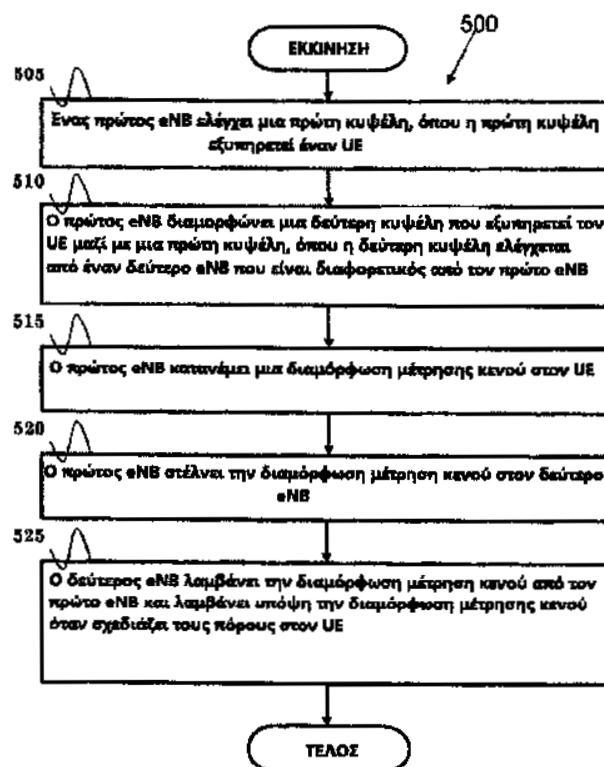 500
ΕΚΚΙΝΗΣΗ
505
Ένας πρώτος eNB ελέγχει μια πρώτη κυψέλη, όπου η πρώτη κυψέλη
εξυπηρετεί έναν UE
510
Ο πρώτος eNB διαμορφώνει μια δεύτερη κυψέλη που εξυπηρετεί τον
UE μαζί με μια πρώτη κυψέλη, όπου η δεύτερη κυψέλη ελέγχεται
από έναν δεύτερο eNB που είναι διαφορετικός από τον πρώτο eNB
515
Ο πρώτος eNB κατανέμει μια διαμόρφωση μέτρησης κενού στον UE
520
Ο πρώτος eNB στέλνει την διαμόρφωση μέτρηση κενού στον δεύτερο
eNB
525
Ο δεύτερος eNB λαμβάνει την διαμόρφωση μέτρηση κενού από τον
πρώτο eNB και λαμβάνει υπόψη την διαμόρφωση μέτρησης κενού
όταν σχεδιάζει τους πόρους στον UE
ΤΕΛΟΣ